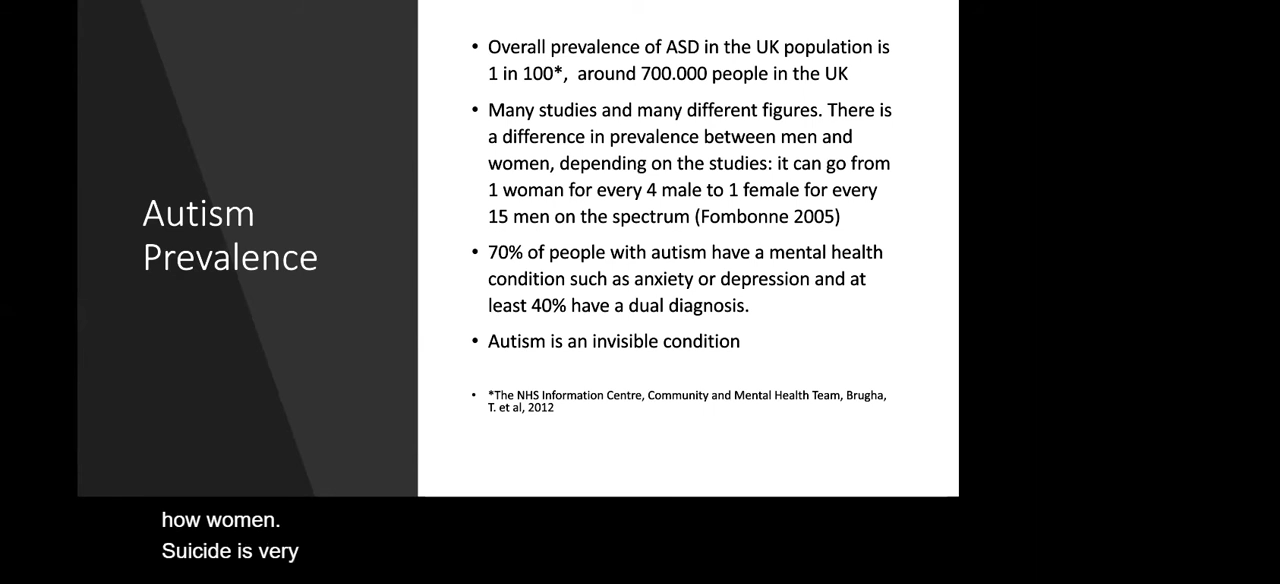 Autism
Prevalence
• Overall prevalence of ASD in the UK population is
1 in 100*, around 700.000 people in the UK
• Many studies and many different figures. There is
a difference in prevalence between men and
women, depending on the studies: it can go from
1 woman for every 4 male to 1 female for every
15 men on the spectrum (Fombonne 2005)
• 70% of people with autism have a mental health
condition such as anxiety or depression and at
least 40% have a dual diagnosis.
• Autism is an invisible condition
• *The NHS Information Centre, Community and Mental Health Team, Brugha,
T. et al, 2012
how women.
Suicide is very